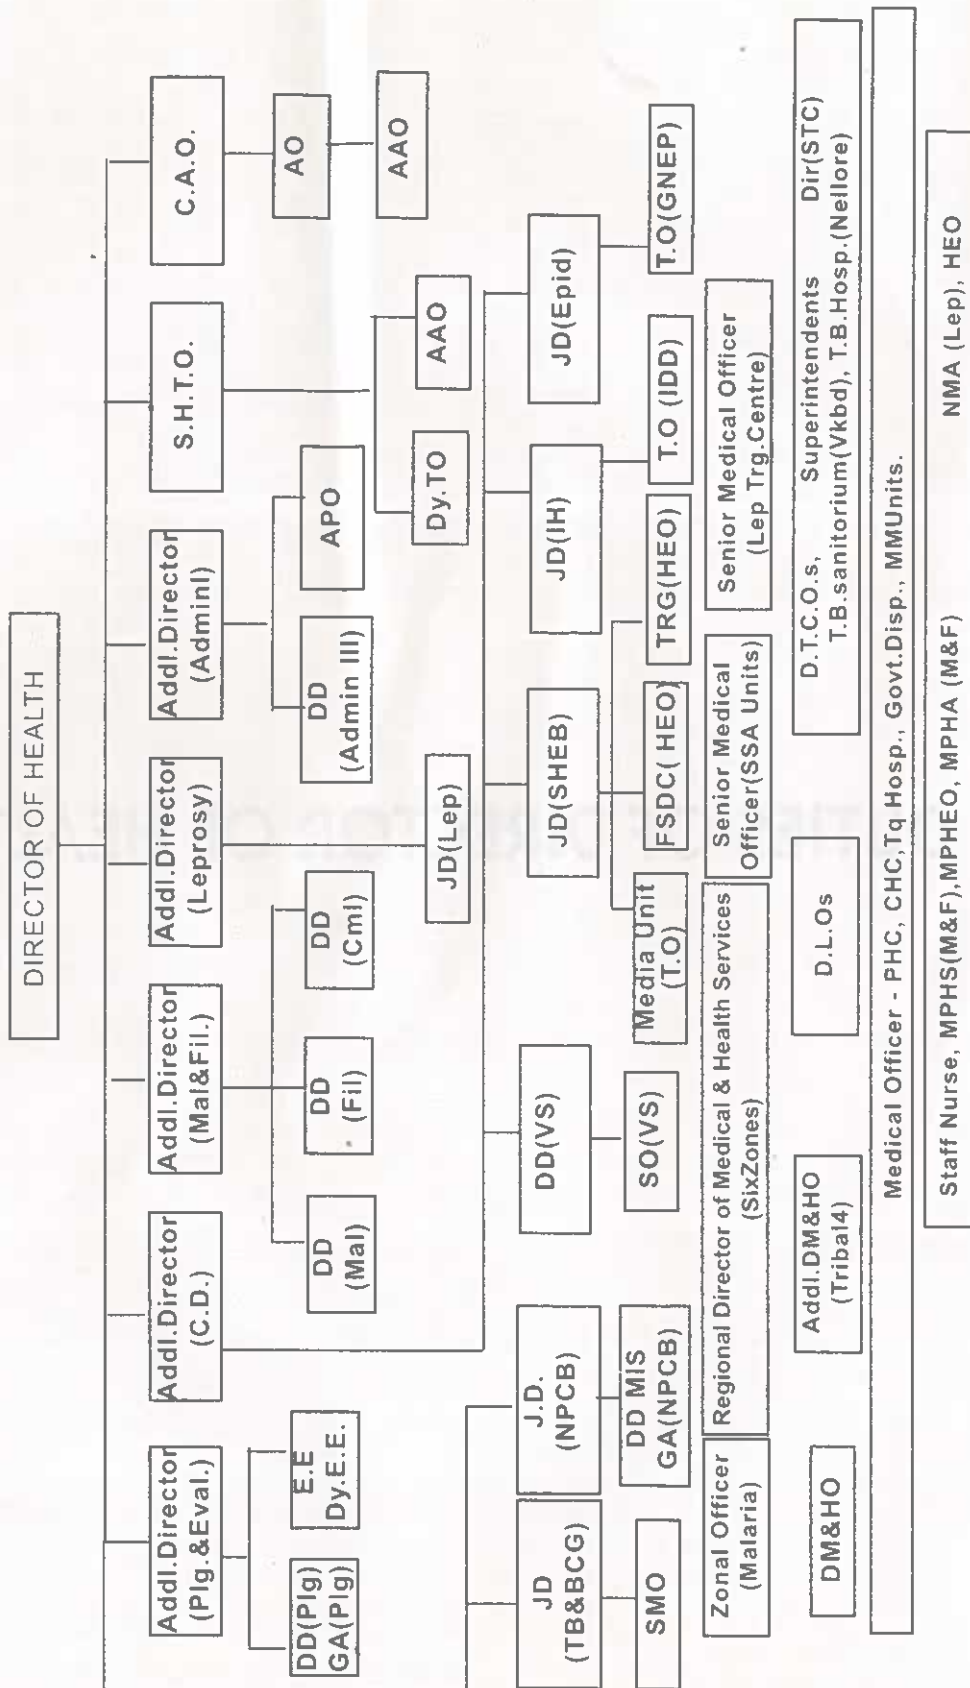 DIRECTOR OF HEALTH
Addl.Director
(Plg.&Eval.)
Addl.Director
(C.D.)
Addl.Director
(Mal&Fil.)
Addl.Director
(Leprosy)
Addl.Director
(AdminI)
S.H.T.O.
C.A.O.
DD(Plg)
GA(Plg)
E.E
Dy.E.E.
DD
(Mal)
DD
(Fil)
DD
(Cml)
DD
(Admin III)
APO
AO
JD(Lep)
Dy.TO
AAO
AAO
JD
(TB&BCG)
J.D.
(NPCB)
DD(VS)
JD(SHEB)
JD(IH)
JD(Epid)
SMO
DD MIS
GA(NPCB)
SO(VS)
Media Unit
(T.O)
FSDC( HEO)
TRG(HEO)
T.O (IDD)
T.O(GNEP)
Zonal Officer
(Malaria)
Regional Director of Medical & Health Services
(SixZones)
Senior Medical
Officer(SSA Units)
Senior Medical Officer
(Lep Trg.Centre)
DM&HO
Addl.DM&HO
(Tribal4)
D.L.Os
D.T.C.O.s, Superintendents Dir(STC)
T.B.sanitorium(Vkbd), T.B.Hosp.(Nellore)
Medical Officer - PHC, CHC,Tq.Hosp., Govt.Disp., MMUnits.
Staff Nurse, MPHS(M&F),MPHEO, MPHA (M&F) NMA (Lep), HEO